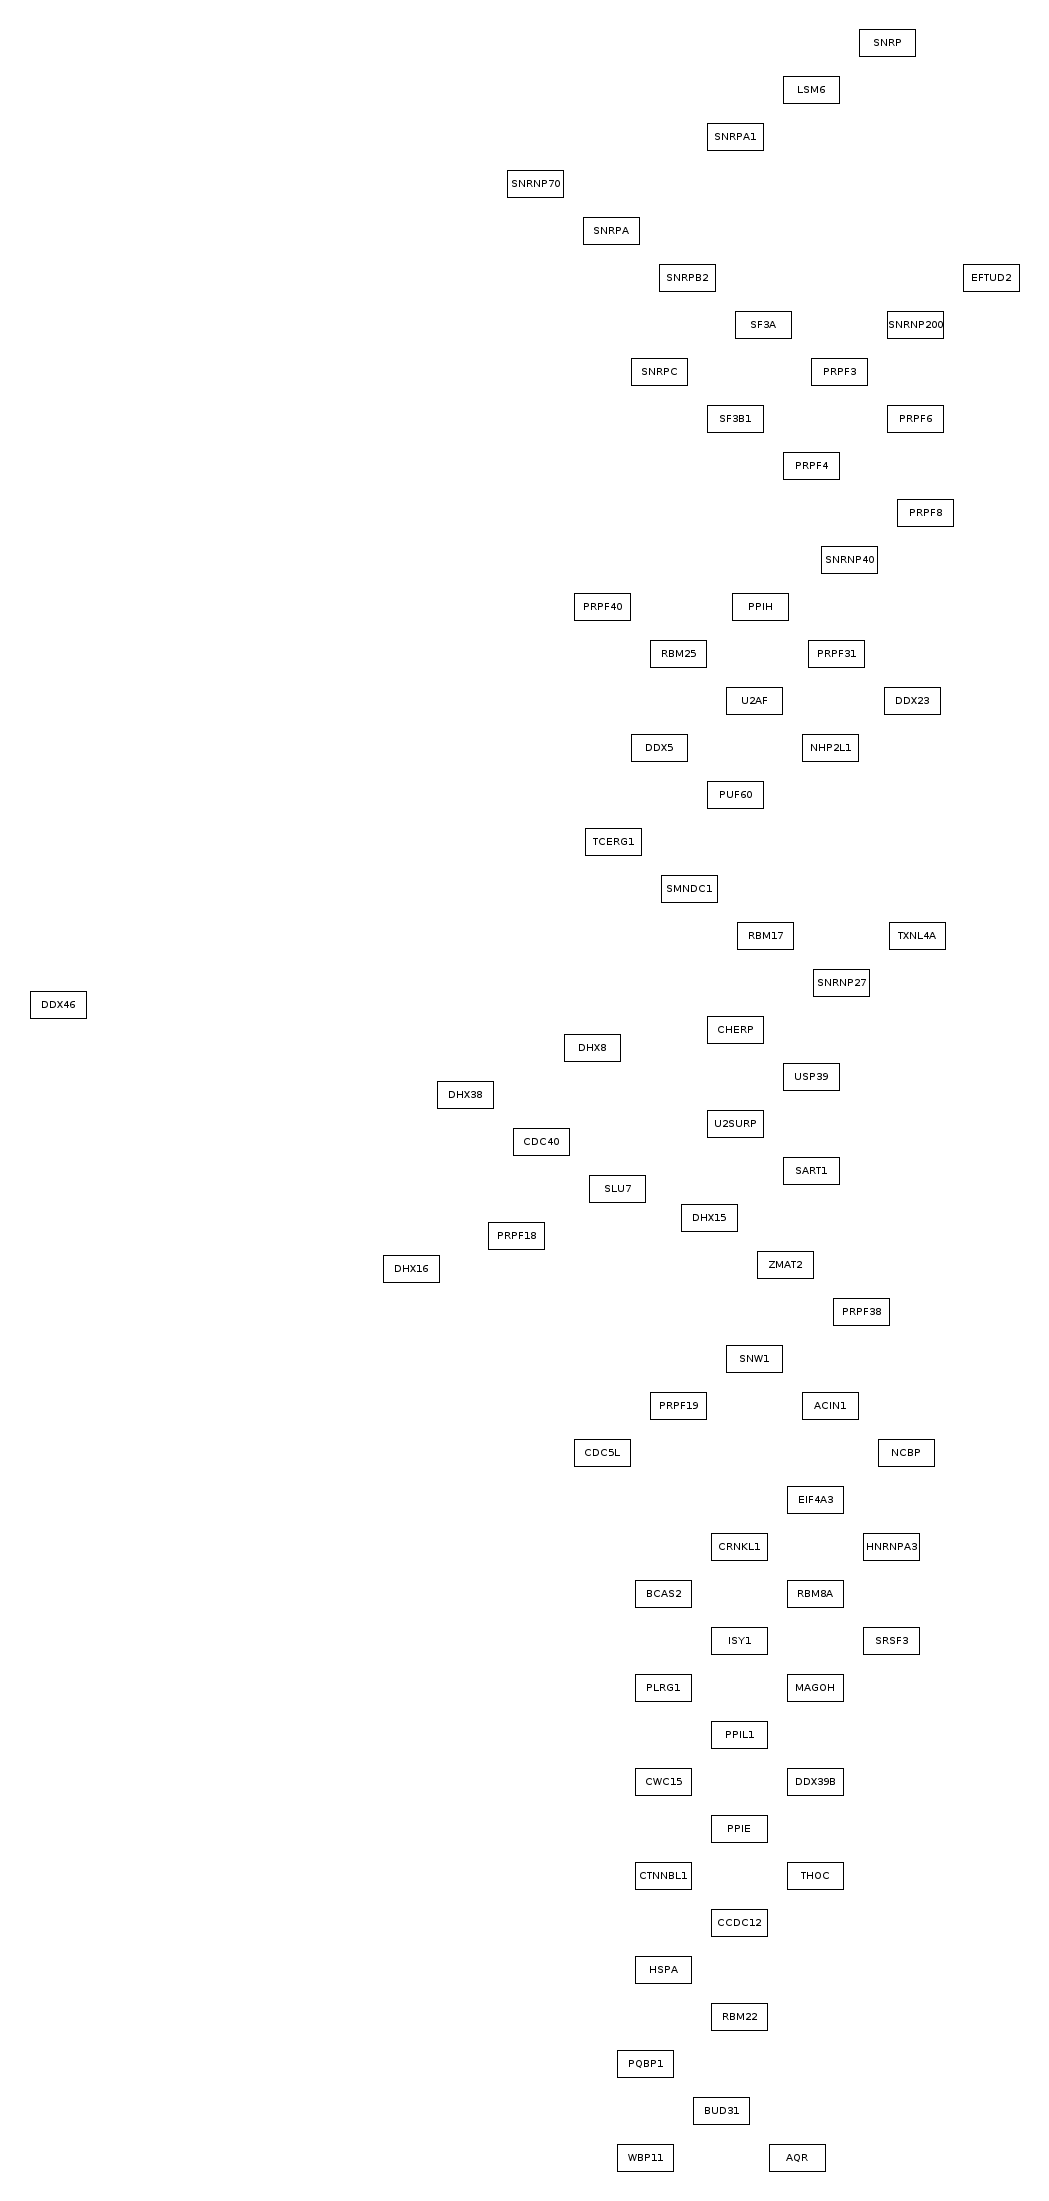 SNRP
LSM6
SNRPA1
SNRNP70
SNRPA
SNRPB2
EFTUD2
SF3A
SNRNP200
SNRPC
PRPF3
SF3B1
PRPF6
PRPF4
PRPF8
SNRNP40
PRPF40
PPIH
RBM25
PRPF31
U2AF
DDX23
DDX5
NHP2L1
PUF60
TCERG1
SMNDC1
RBM17
TXNL4A
SNRNP27
DDX46
CHERP
DHX8
USP39
DHX38
U2SURP
CDC40
SART1
SLU7
DHX15
PRPF18
ZMAT2
DHX16
PRPF38
SNW1
PRPF19
ACIN1
CDC5L
NCBP
EIF4A3
CRNKL1
HNRNPA3
BCAS2
RBM8A
ISY1
SRSF3
PLRG1
MAGOH
PPIL1
CWC15
DDX39B
PPIE
CTNNBL1
THOC
CCDC12
HSPA
RBM22
PQBP1
BUD31
WBP11
AQR